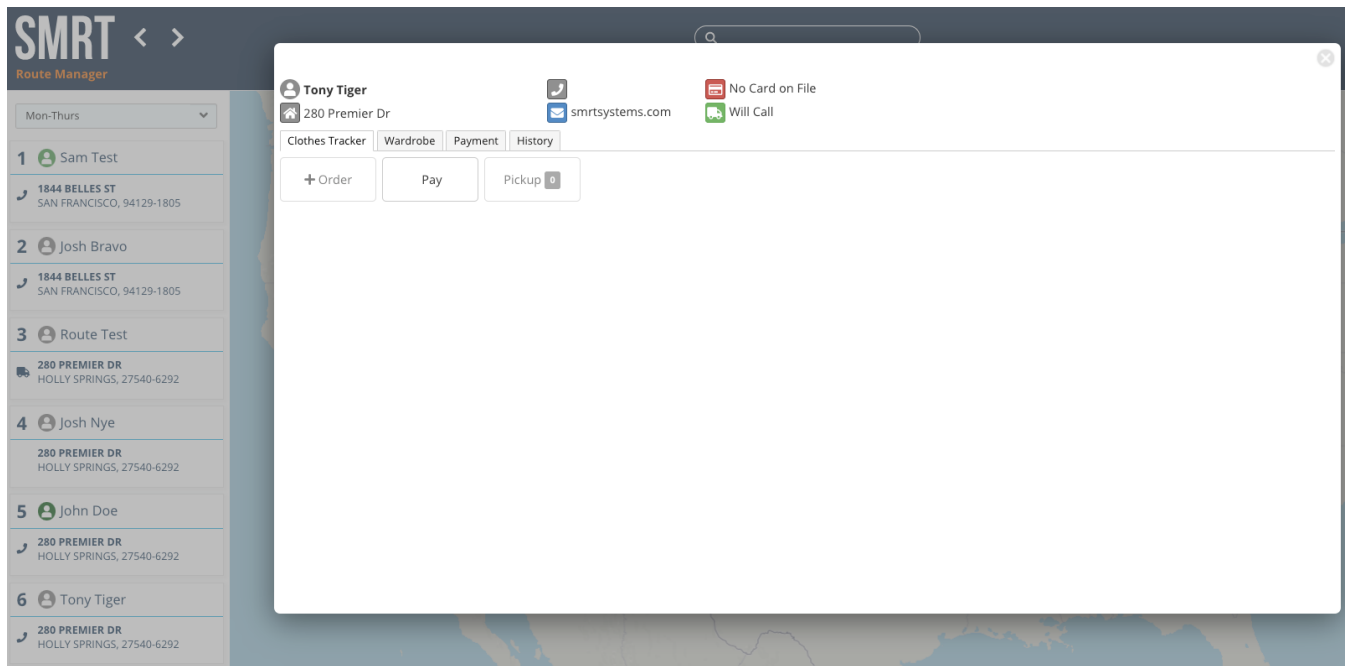 SMRT
Route Manager
Mon-Thurs
1 Sam Test
1844 BELLES ST
SAN FRANCISCO, 94129-1805
2 Josh Bravo
1844 BELLES ST
SAN FRANCISCO, 94129-1805
3 Route Test
280 PREMIER DR
HOLLY SPRINGS, 27540-6292
4 Josh Nye
280 PREMIER DR
HOLLY SPRINGS, 27540-6292
5 John Doe
280 PREMIER DR
HOLLY SPRINGS, 27540-6292
6 Tony Tiger
280 PREMIER DR
HOLLY SPRINGS, 27540-6292
Tony Tiger No Card on File
280 Premier Dr smrtsystems.com Will Call
Clothes Tracker Wardrobe Payment History
+ Order Pay Pickup 0